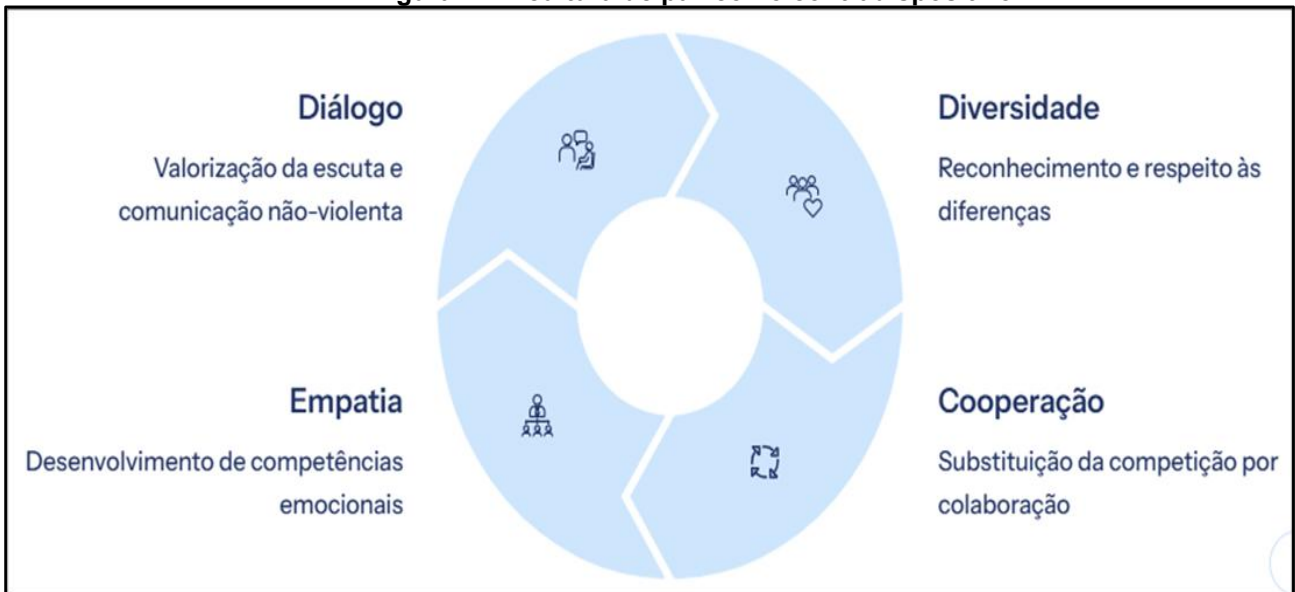 Diálogo
Valorização da escuta e
comunicação não-violenta
Diversidade
Reconhecimento e respeito às
diferenças
Empatia
Desenvolvimento de competências
emocionais
Cooperação
Substituição da competição por
colaboração